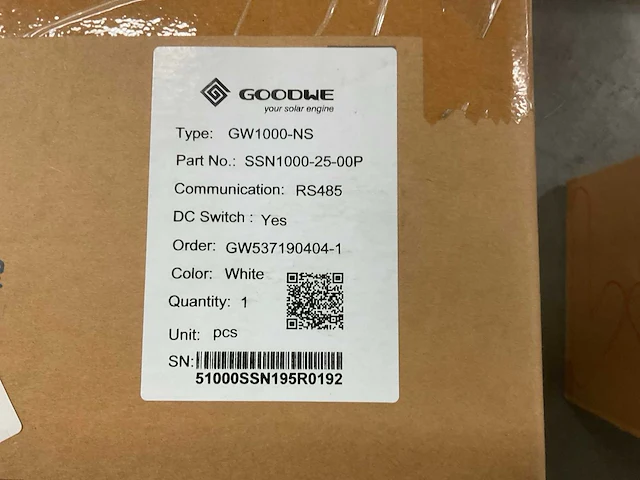 GOODWE
your solar engine
Type: GW1000-NS
Part No.: SSN1000-25-00P
Communication: RS485
DC Switch : Yes
Order: GW537190404-1
Color: White
Quantity: 1
Unit: pcs
SN:
51000SSN195R0192